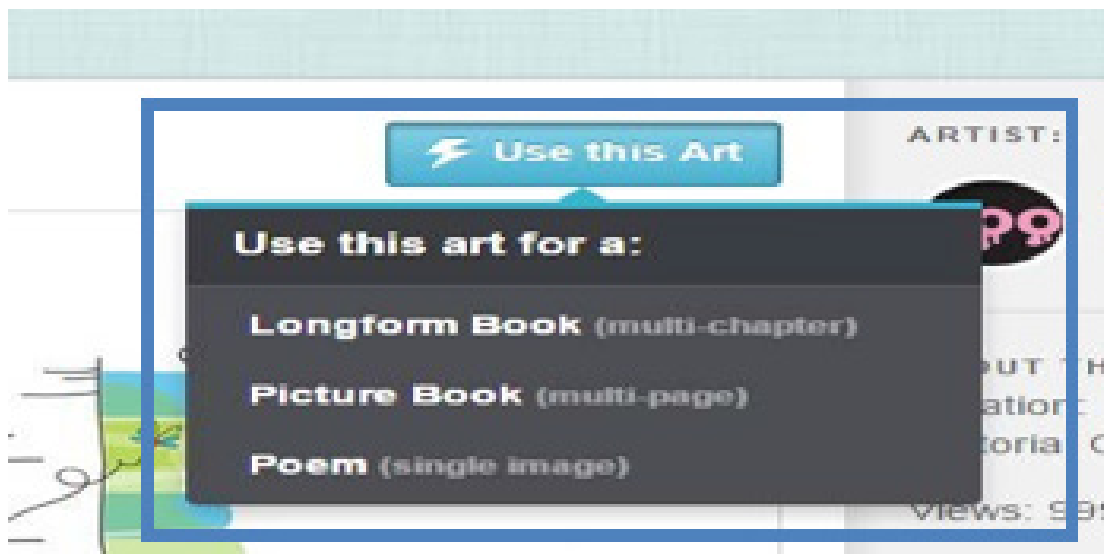 Use this Art
ARTIST:
Use this art for a:
Longform Book (multi-chapter)
Picture Book (multi-page)
Poem (single image)
Views: